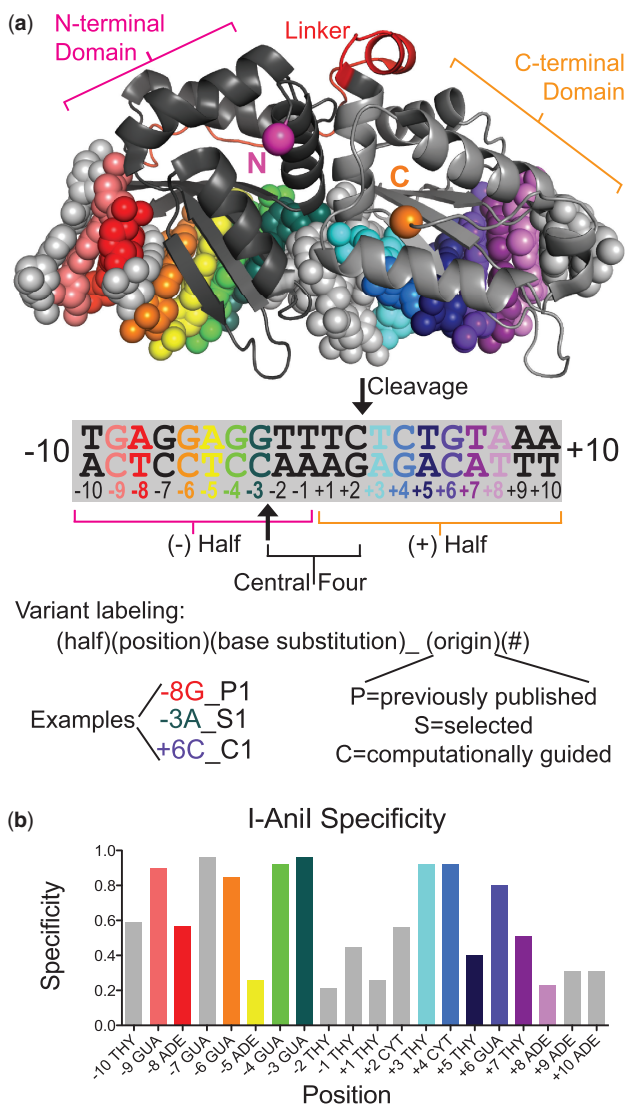 (a)
N-terminal
Domain
Linker
C-terminal
Domain
N
C
Cleavage
-10
TGAGGAGGTTTCTCTGTAAA
ACTCCTCCAAAGAGACATTT
+10
-10 -9 -8 -7 -6 -5 -4 -3 -2 -1 +1 +2 +3 +4 +5 +6 +7 +8 +9 +10
(-) Half
(+) Half
Central Four
Variant labeling:
(half)(position)(base substitution)_ (origin)(#)
Examples
-8G_P1
-3A_S1
+6C_C1
P=previously published
S=selected
C=computationally guided
(b)
I-AniI Specificity
Specificity
1.0
0.8
0.6
0.4
0.2
0.0
-10 THY
-9 GUA
-8 ADE
-7 GUA
-6 GUA
-5 ADE
-4 GUA
-3 GUA
-2 THY
-1 THY
+1 THY
+2 CYT
+3 THY
+4 CYT
+5 THY
+6 GUA
+7 THY
+8 ADE
+9 ADE
+10 ADE
Position